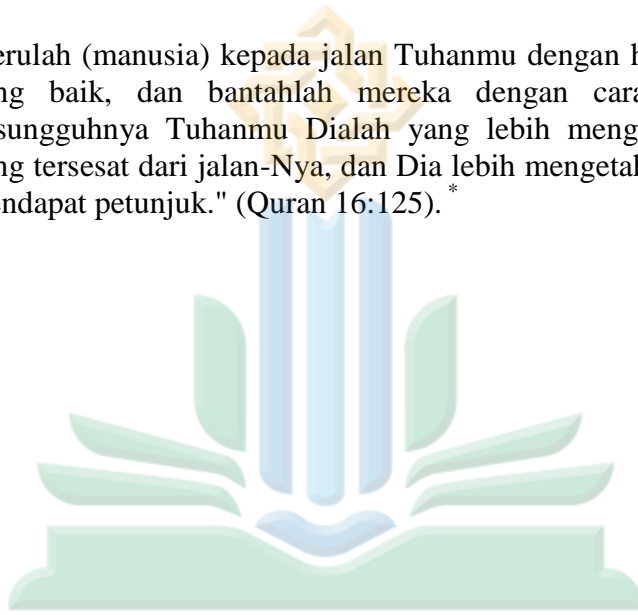 erulah (manusia) kepada jalan Tuhanmu dengan h
ng baik, dan bantahlah mereka dengan cara
sungguhnya Tuhanmu Dialah yang lebih meng
ng tersesat dari jalan-Nya, dan Dia lebih mengetal
endapat petunjuk." (Quran 16:125). *